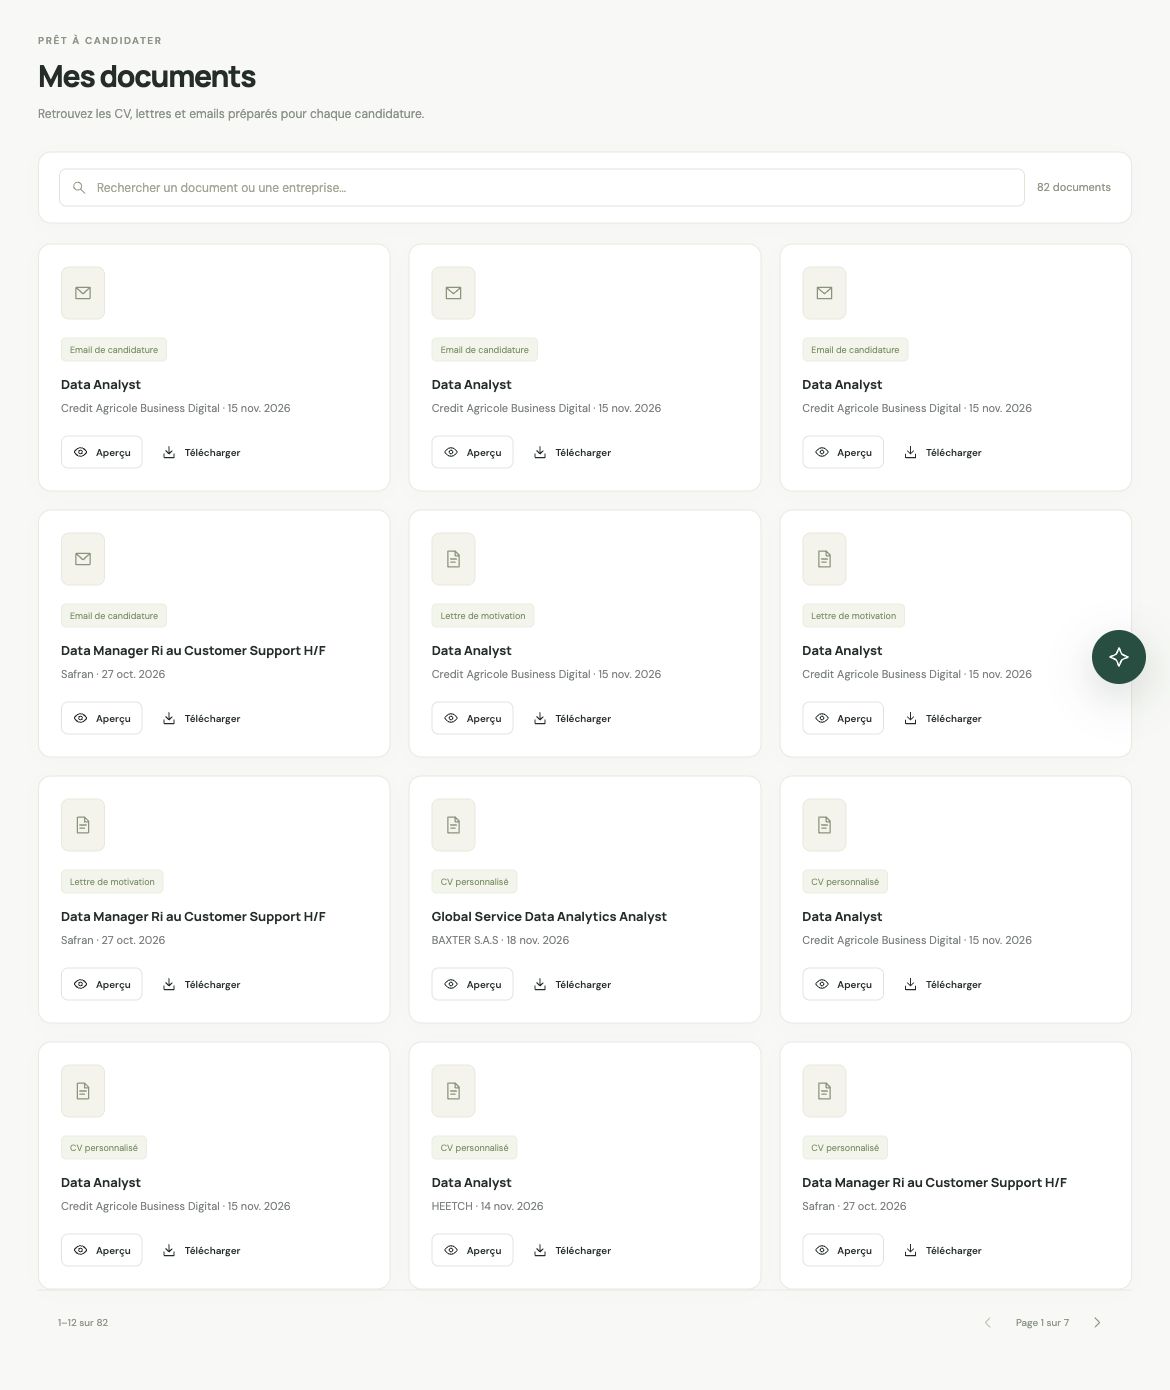 PRÊT À CANDIDATER
Mes documents
Retrouvez les CV, lettres et emails préparés pour chaque candidature.
Rechercher un document ou une entreprise...
82 documents
Email de candidature
Data Analyst
Credit Agricole Business Digital · 15 nov. 2026
Aperçu
Télécharger
Email de candidature
Data Analyst
Credit Agricole Business Digital · 15 nov. 2026
Aperçu
Télécharger
Email de candidature
Data Analyst
Credit Agricole Business Digital · 15 nov. 2026
Aperçu
Télécharger
Email de candidature
Data Manager Ri au Customer Support H/F
Safran · 27 oct. 2026
Aperçu
Télécharger
Lettre de motivation
Data Analyst
Credit Agricole Business Digital · 15 nov. 2026
Aperçu
Télécharger
Lettre de motivation
Data Analyst
Credit Agricole Business Digital · 15 nov. 2026
Aperçu
Télécharger
Lettre de motivation
Data Manager Ri au Customer Support H/F
Safran · 27 oct. 2026
Aperçu
Télécharger
CV personnalisé
Global Service Data Analytics Analyst
BAXTER S.A.S · 18 nov. 2026
Aperçu
Télécharger
CV personnalisé
Data Analyst
Credit Agricole Business Digital · 15 nov. 2026
Aperçu
Télécharger
CV personnalisé
Data Analyst
Credit Agricole Business Digital · 15 nov. 2026
Aperçu
Télécharger
CV personnalisé
Data Analyst
HEETCH · 14 nov. 2026
Aperçu
Télécharger
CV personnalisé
Data Manager Ri au Customer Support H/F
Safran · 27 oct. 2026
Aperçu
Télécharger
1–12 sur 82
Page 1 sur 7